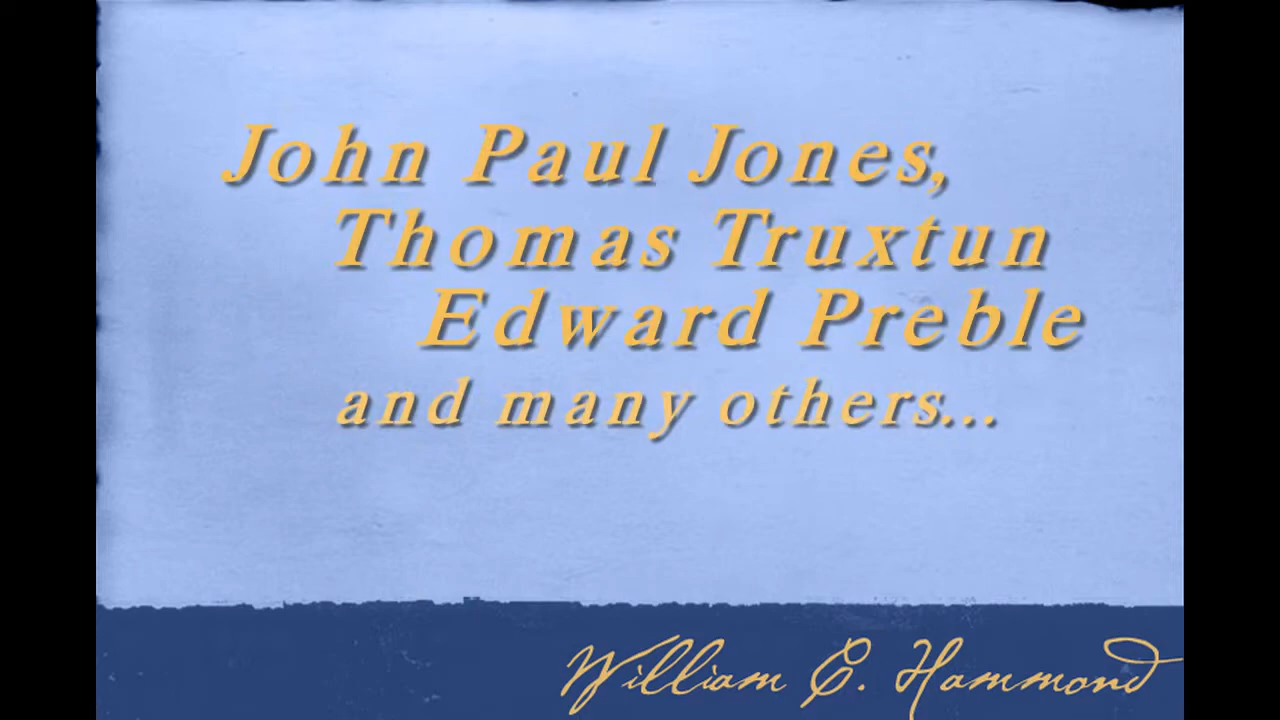 John Paul Jones,
Thomas Truxtun
Edward Preble
and many others...
William E. Hammond